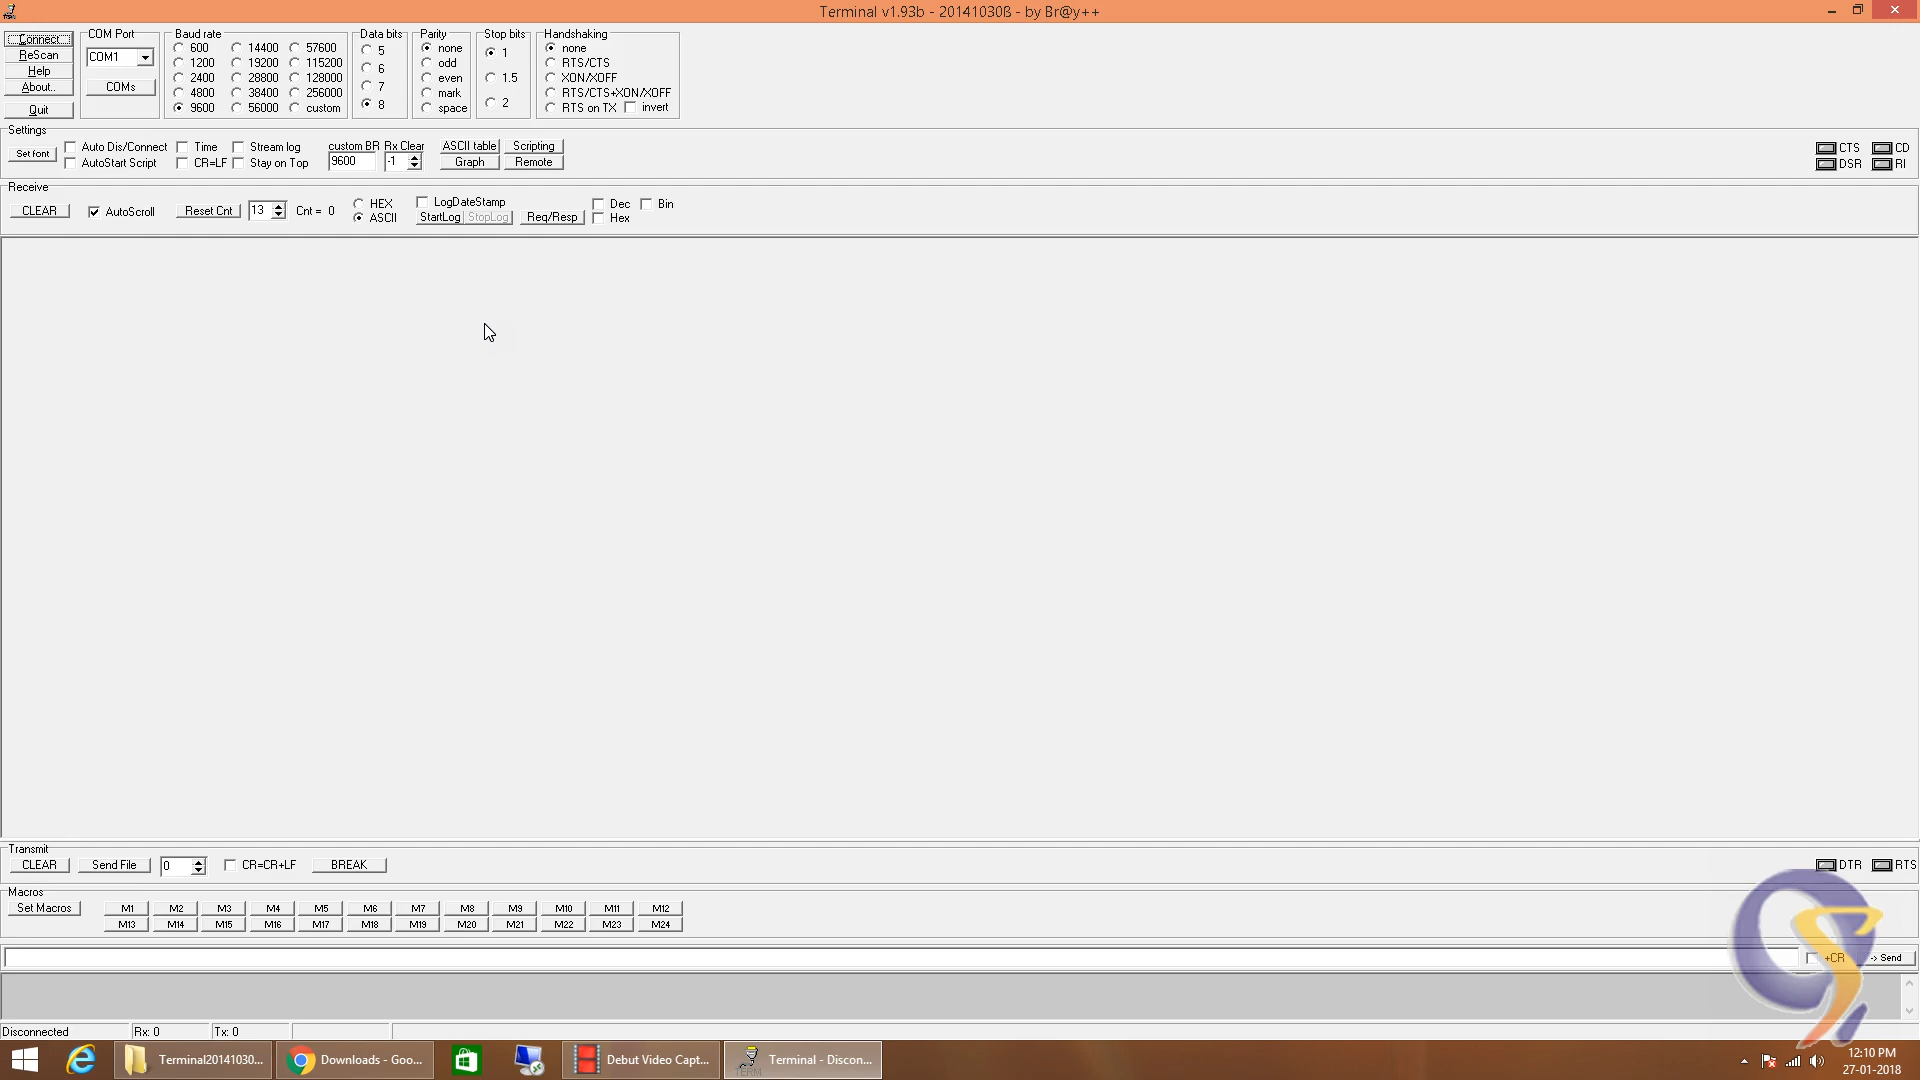 Terminal v1.93b - 20141030ß - by Br@y++
Connect
ReScan
Help
About..
Quit
COM Port
COM1
COMs
Baud rate
600 14400 57600
1200 19200 115200
2400 28800 128000
4800 38400 256000
9600 56000 custom
Data bits
5
6
7
8
Parity
none
odd
even
mark
space
Stop bits
1
1.5
2
Handshaking
none
RTS/CTS
XON/XOFF
RTS/CTS+XON/XOFF
RTS on TX invert
Settings
Set font
Auto Dis/Connect Time Stream log
AutoStart Script CR=LF Stay on Top
custom BR Rx Clear
9600 -1
ASCII table Scripting
Graph Remote
CTS CD
DSR RI
Receive
CLEAR AutoScroll Reset Cnt 13 Cnt = 0
HEX
ASCII
LogDateStamp
StartLog StopLog Req/Resp
Dec Bin
Hex
Transmit
CLEAR Send File 0 CR=CR+LF BREAK
DTR RTS
Macros
Set Macros
M1 M2 M3 M4 M5 M6 M7 M8 M9 M10 M11 M12
M13 M14 M15 M16 M17 M18 M19 M20 M21 M22 M23 M24
+CR -> Send
Disconnected Rx: 0 Tx: 0
Terminal20141030... Downloads - Goo... Debut Video Capt... Terminal - Discon...
12:10 PM
27-01-2018